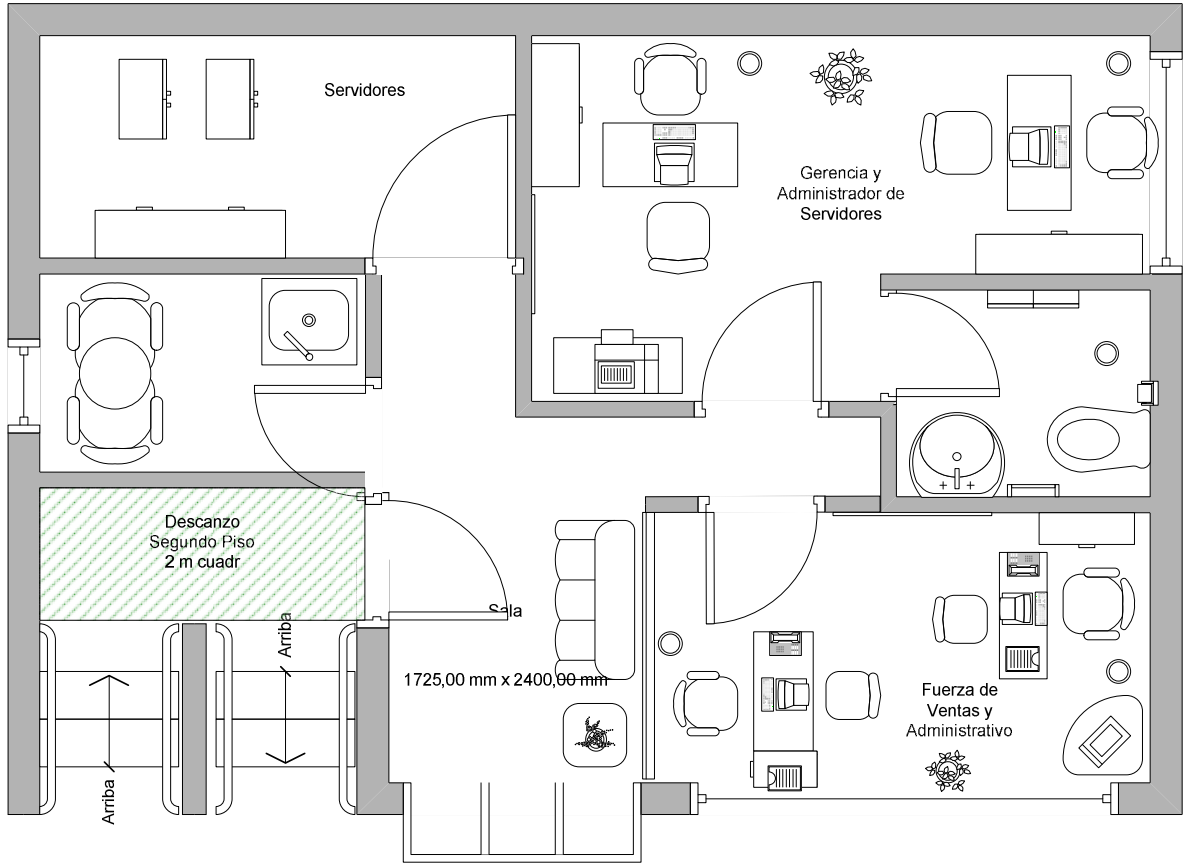 Servidores
Gerencia y
Administrador de
Servidores
Descanzo
Segundo Piso
2 m cuadr
Sala
Arriba
1725,00 mm x 2400,00 mm
Fuerza de
Ventas y
Administrativo
Arriba